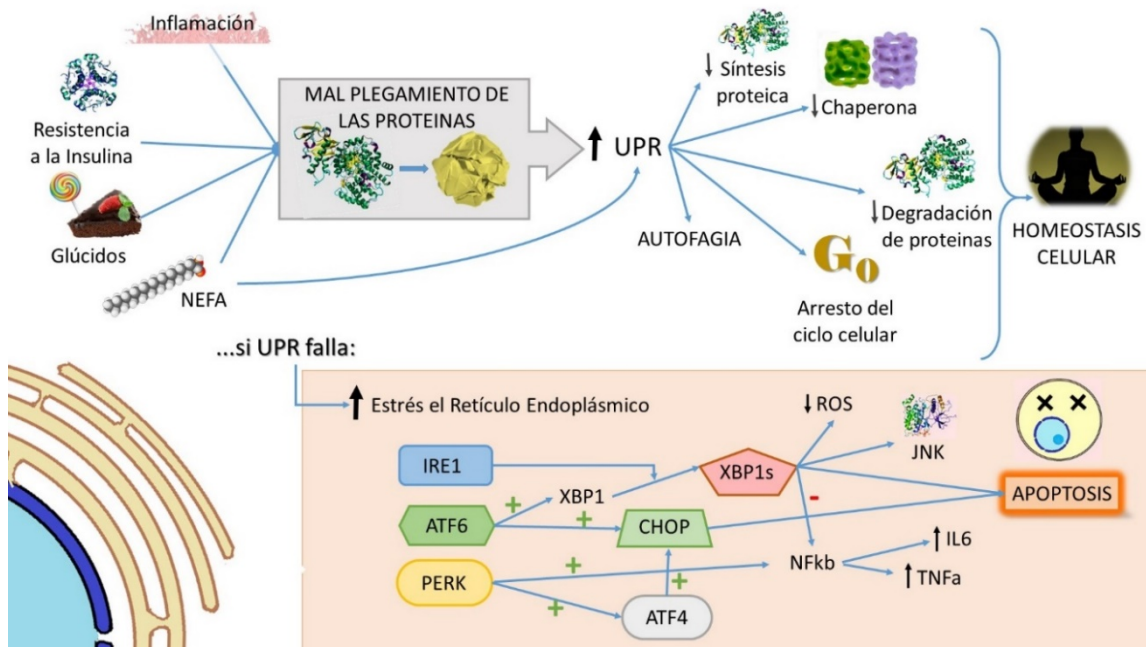 Inflamación
Resistencia
a la Insulina
Glúcidos
NEFA
MAL PLEGAMIENTO DE
LAS PROTEINAS
↑ UPR
↓ Síntesis
proteica
↓ Chaperona
↓ Degradación
de proteinas
AUTOFAGIA
G0
Arresto del
ciclo celular
HOMEOSTASIS
CELULAR
...si UPR falla:
↑ Estrés el Retículo Endoplásmico
IRE1
ATF6
PERK
+
XBP1
+
CHOP
+
+
+
ATF4
XBP1s
-
↓ ROS
JNK
NFkb
↑ IL6
↑ TNFa
APOPTOSIS